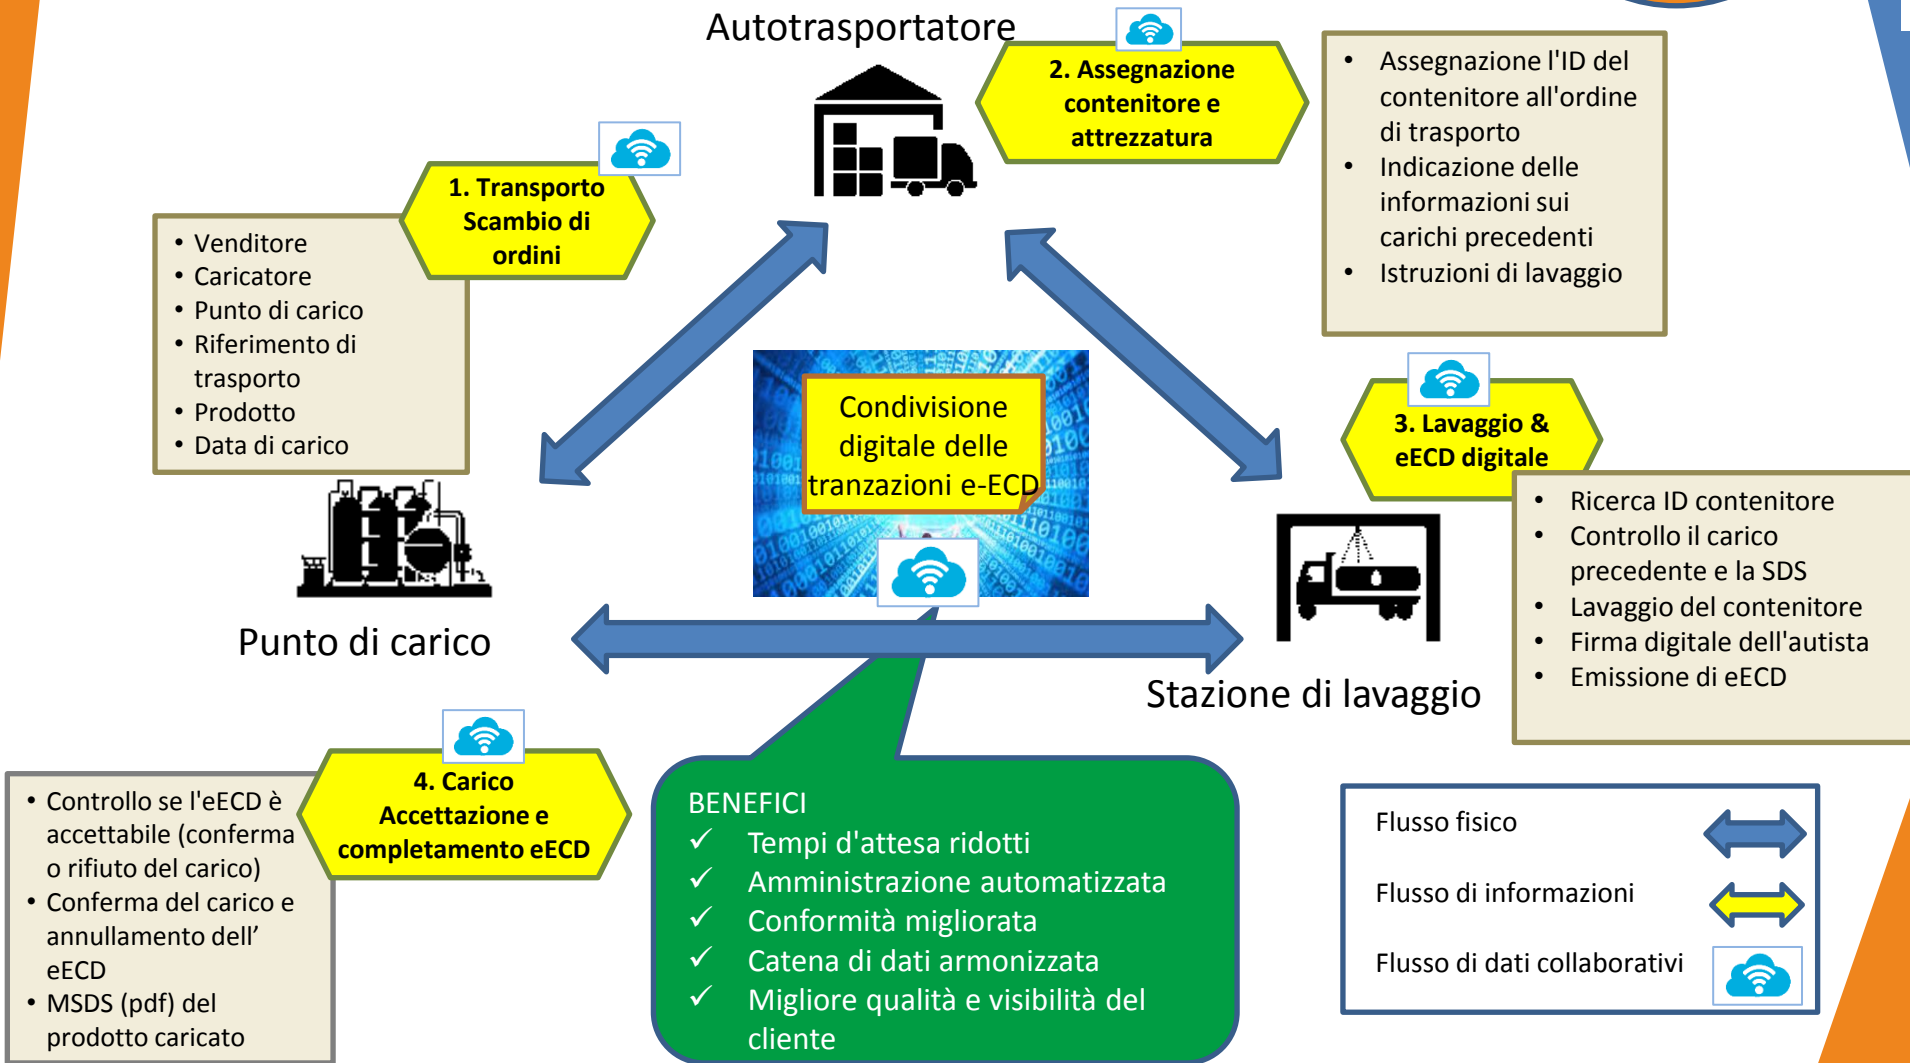 Autotrasportatore
2. Assegnazione
contenitore e
attrezzatura
• Assegnazione l'ID del
contenitore all'ordine
di trasporto
• Indicazione delle
informazioni sui
carichi precedenti
• Istruzioni di lavaggio
1. Transporto
Scambio di
ordini
• Venditore
• Caricatore
• Punto di carico
• Riferimento di
trasporto
• Prodotto
• Data di carico
Condivisione
digitale delle
tranzazioni e-ECD
3. Lavaggio &
eECD digitale
• Ricerca ID contenitore
• Controllo il carico
precedente e la SDS
• Lavaggio del contenitore
• Firma digitale dell'autista
• Emissione di eECD
Punto di carico
Stazione di lavaggio
4. Carico
Accettazione e
completamento eECD
• Controllo se l'eECD è
accettabile (conferma
o rifiuto del carico)
• Conferma del carico e
annullamento dell’
eECD
• MSDS (pdf) del
prodotto caricato
BENEFICI
✓ Tempi d'attesa ridotti
✓ Amministrazione automatizzata
✓ Conformità migliorata
✓ Catena di dati armonizzata
✓ Migliore qualità e visibilità del
cliente
Flusso fisico
Flusso di informazioni
Flusso di dati collaborativi